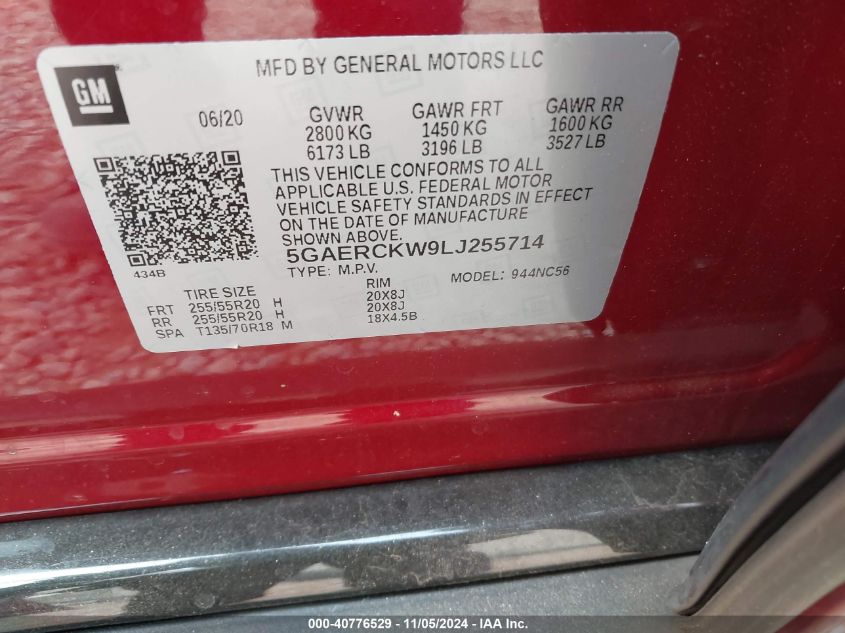 GM
MFD BY GENERAL MOTORS LLC
06/20
GVWR GAWR FRT GAWR RR
2800 KG 1450 KG 1600 KG
6173 LB 3196 LB 3527 LB
THIS VEHICLE CONFORMS TO ALL
APPLICABLE U.S. FEDERAL MOTOR
VEHICLE SAFETY STANDARDS IN EFFECT
ON THE DATE OF MANUFACTURE
SHOWN ABOVE.
5GAERCKW9LJ255714
434B
TYPE: M.P.V. MODEL: 944NC56
TIRE SIZE RIM
FRT 255/55R20 H 20X8J
RR 255/55R20 H 20X8J
SPA T135/70R18 M 18X4.5B
000-40776529 - 11/05/2024 - IAA Inc.